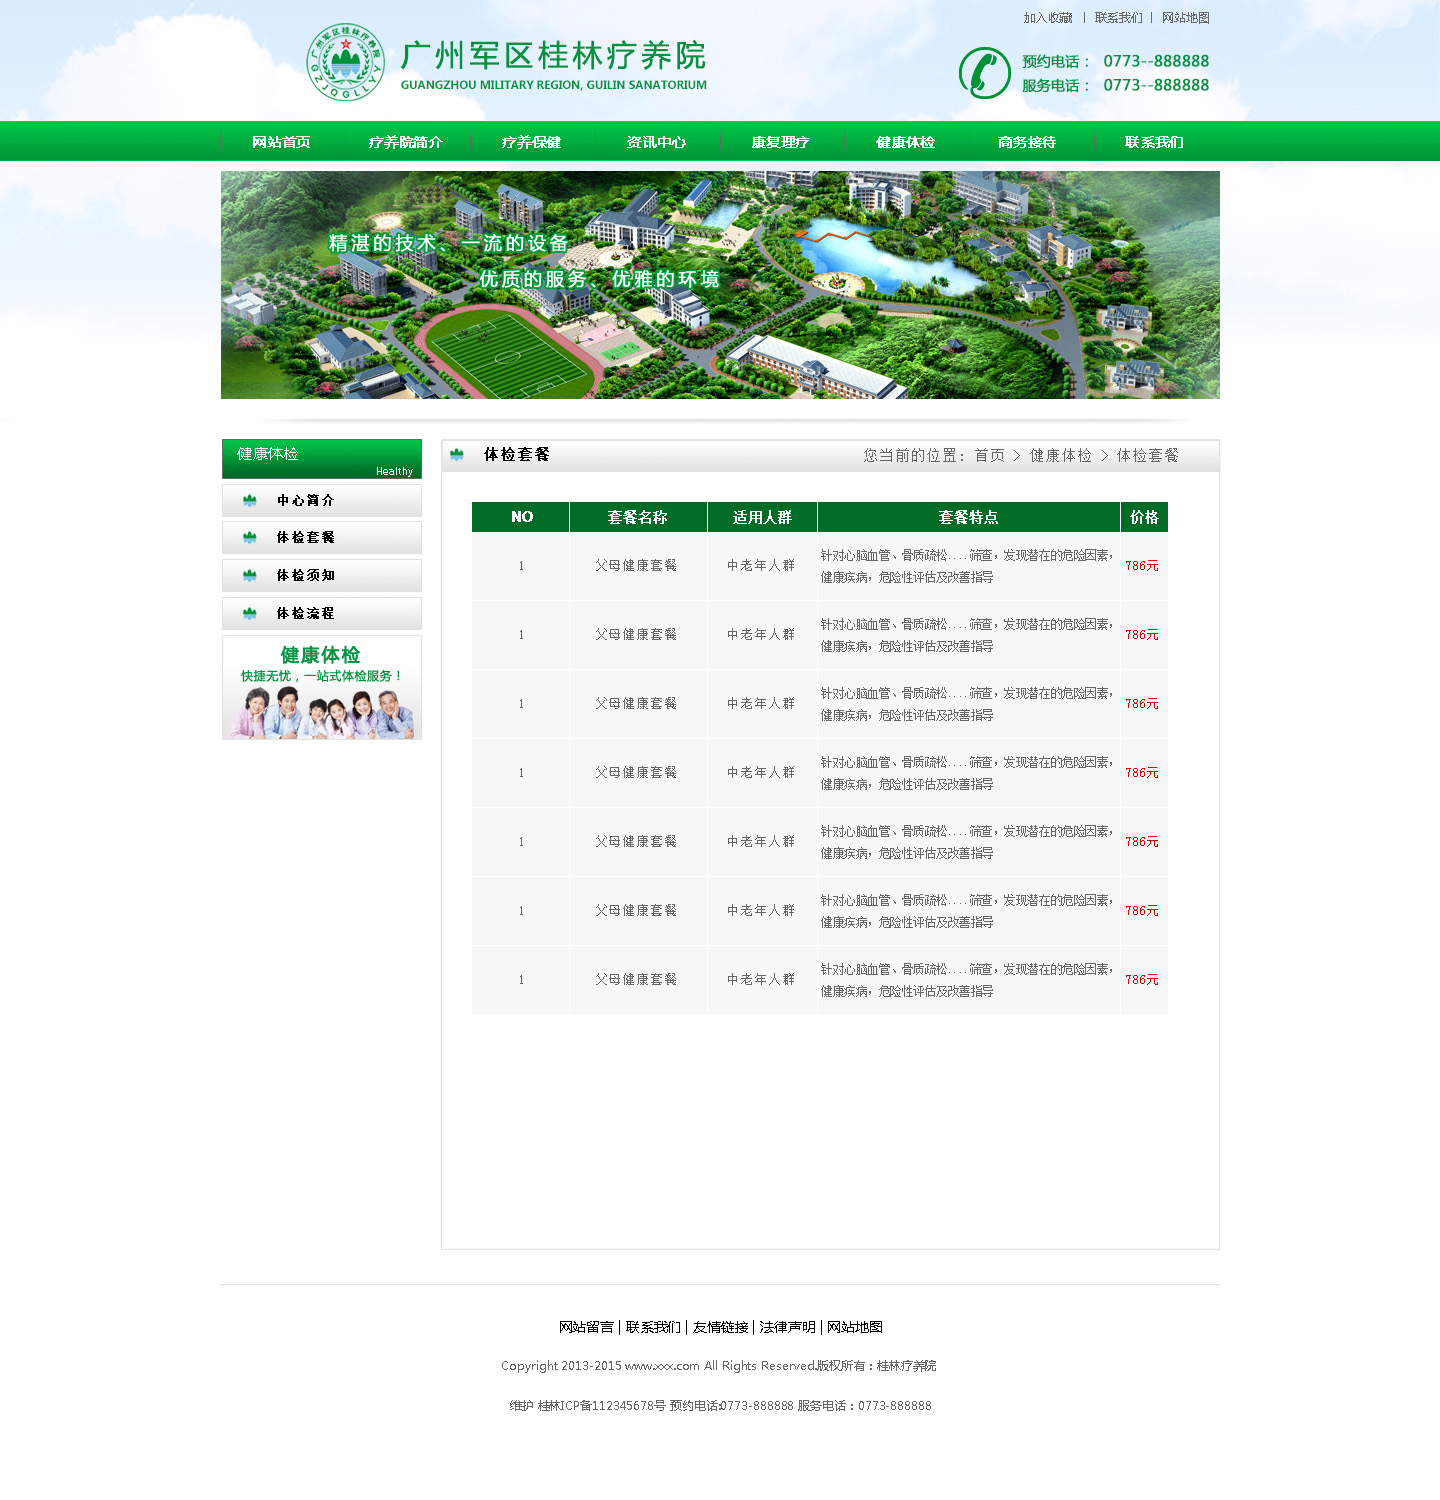 加入收藏 | 联系我们 | 网站地图
广州军区桂林疗养院
GUANGZHOU MILITARY REGION, GUILIN SANATORIUM
广州军区桂林疗养院
GZJQGLLYY
预约电话： 0773--888888
服务电话： 0773--888888
网站首页 疗养院简介 疗养保健 资讯中心 康复理疗 健康体检 商务接待 联系我们
精湛的技术、一流的设备
优质的服务、优雅的环境
健康体检
Healthy
中心简介
体检套餐
体检须知
体检流程
健康体检
快捷无忧，一站式体检服务！
体检套餐 您当前的位置：首页 > 健康体检 > 体检套餐
NO 套餐名称 适用人群 套餐特点 价格
1 父母健康套餐 中老年人群 针对心脑血管、骨质疏松....筛查，发现潜在的危险因素， 786元
健康疾病，危险性评估及改善指导
1 父母健康套餐 中老年人群 针对心脑血管、骨质疏松....筛查，发现潜在的危险因素， 786元
健康疾病，危险性评估及改善指导
1 父母健康套餐 中老年人群 针对心脑血管、骨质疏松....筛查，发现潜在的危险因素， 786元
健康疾病，危险性评估及改善指导
1 父母健康套餐 中老年人群 针对心脑血管、骨质疏松....筛查，发现潜在的危险因素， 786元
健康疾病，危险性评估及改善指导
1 父母健康套餐 中老年人群 针对心脑血管、骨质疏松....筛查，发现潜在的危险因素， 786元
健康疾病，危险性评估及改善指导
1 父母健康套餐 中老年人群 针对心脑血管、骨质疏松....筛查，发现潜在的危险因素， 786元
健康疾病，危险性评估及改善指导
1 父母健康套餐 中老年人群 针对心脑血管、骨质疏松....筛查，发现潜在的危险因素， 786元
健康疾病，危险性评估及改善指导
网站留言 | 联系我们 | 友情链接 | 法律声明 | 网站地图
Copyright 2013-2015 www.xxx.com All Rights Reserved.版权所有：桂林疗养院
维护 桂林ICP备112345678号 预约电话:0773-888888 服务电话：0773-888888